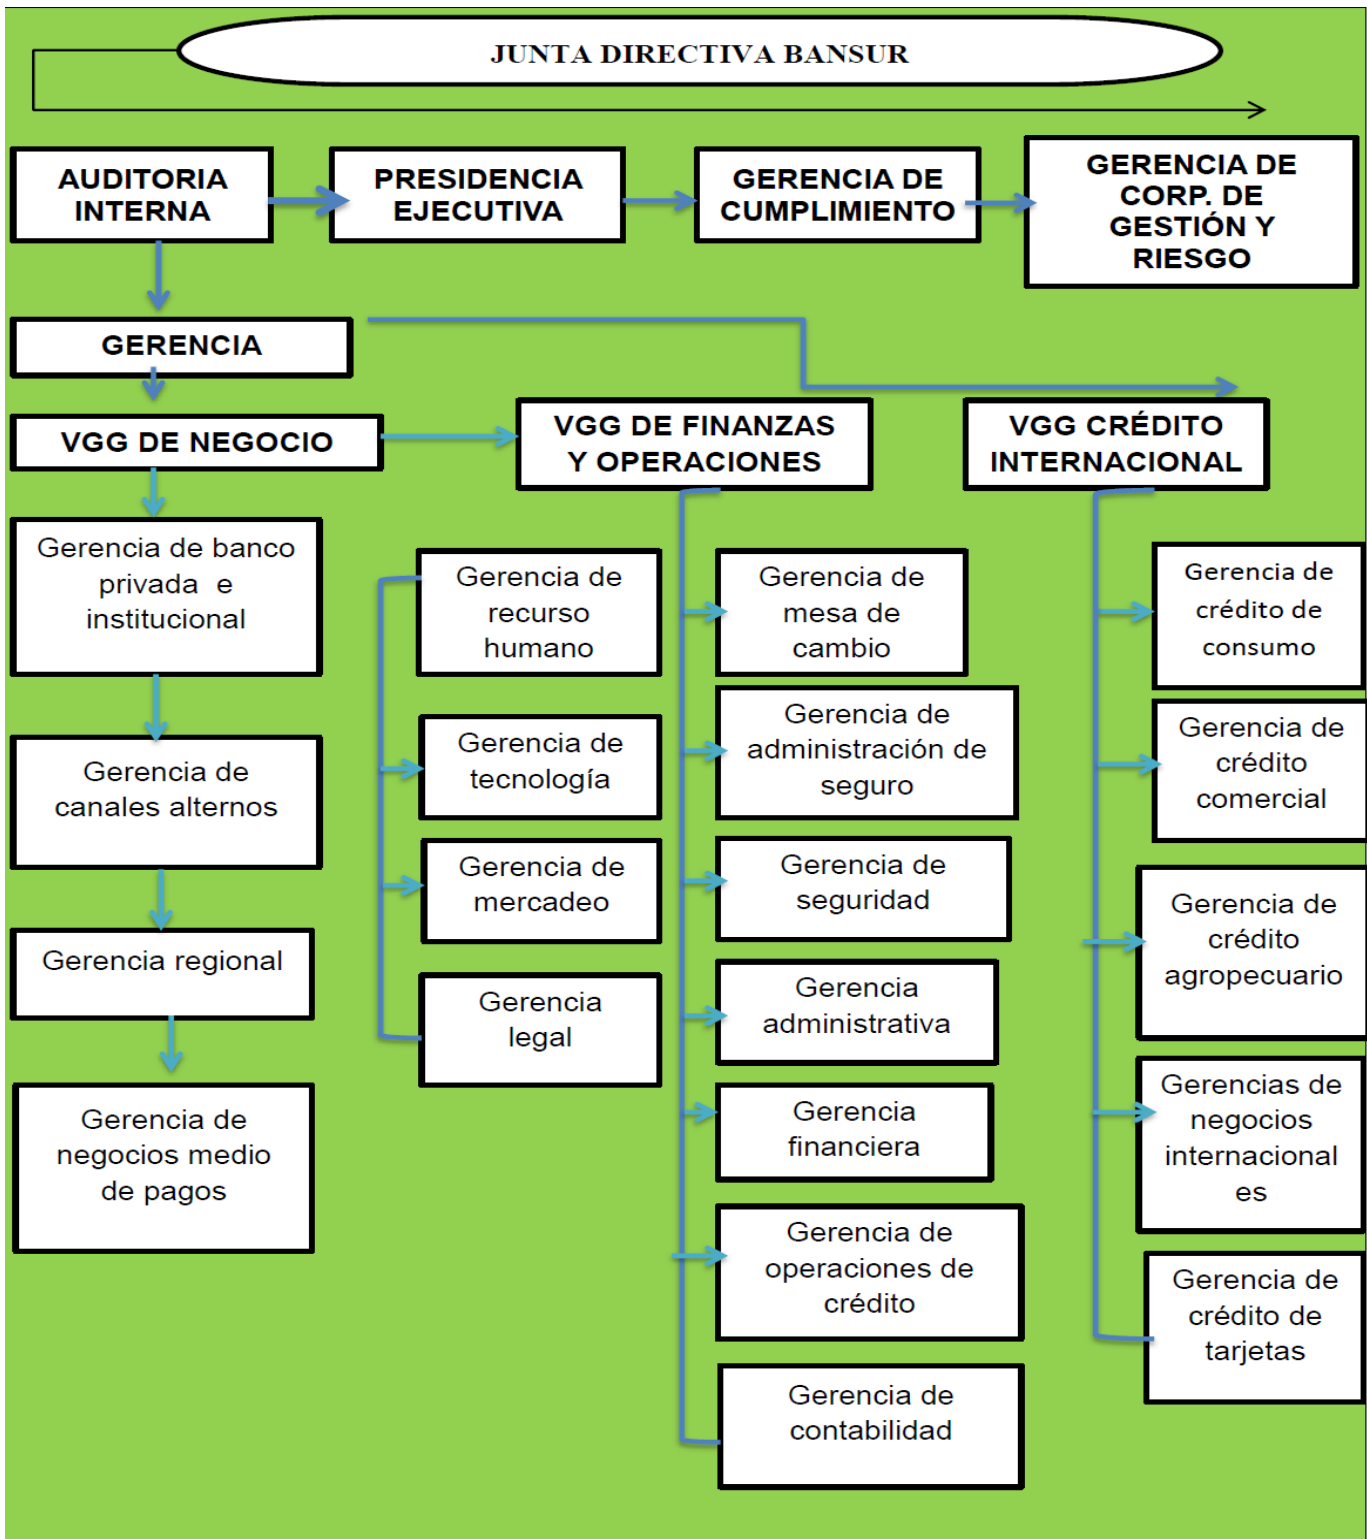 JUNTA DIRECTIVA BANSUR
AUDITORIA
INTERNA
PRESIDENCIA
EJECUTIVA
GERENCIA DE
CUMPLIMIENTO
GERENCIA DE
CORP. DE
GESTIÓN Y
RIESGO
GERENCIA
VGG DE NEGOCIO
VGG DE FINANZAS
Y OPERACIONES
VGG CRÉDITO
INTERNACIONAL
Gerencia de banco
privada e
institucional
Gerencia de
canales alternos
Gerencia regional
Gerencia de
negocios medio
de pagos
Gerencia de
recurso
humano
Gerencia de
tecnología
Gerencia de
mercadeo
Gerencia
legal
Gerencia de
mesa de
cambio
Gerencia de
administración de
seguro
Gerencia de
seguridad
Gerencia
administrativa
Gerencia
financiera
Gerencia de
operaciones de
crédito
Gerencia de
contabilidad
Gerencia de
crédito de
consumo
Gerencia de
crédito
comercial
Gerencia de
crédito
agropecuario
Gerencias de
negocios
internacional
es
Gerencia de
crédito de
tarjetas